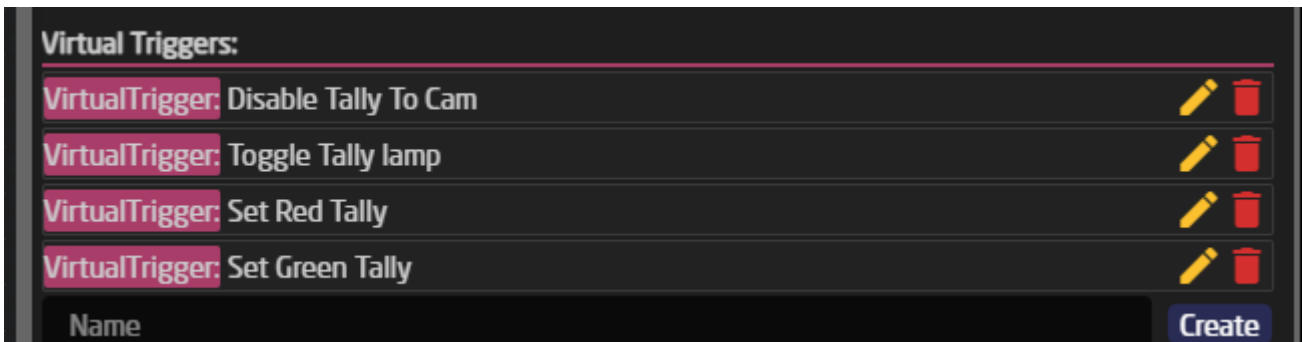 Virtual Triggers:
VirtualTrigger: Disable Tally To Cam
VirtualTrigger: Toggle Tally lamp
VirtualTrigger: Set Red Tally
VirtualTrigger: Set Green Tally
Name Create